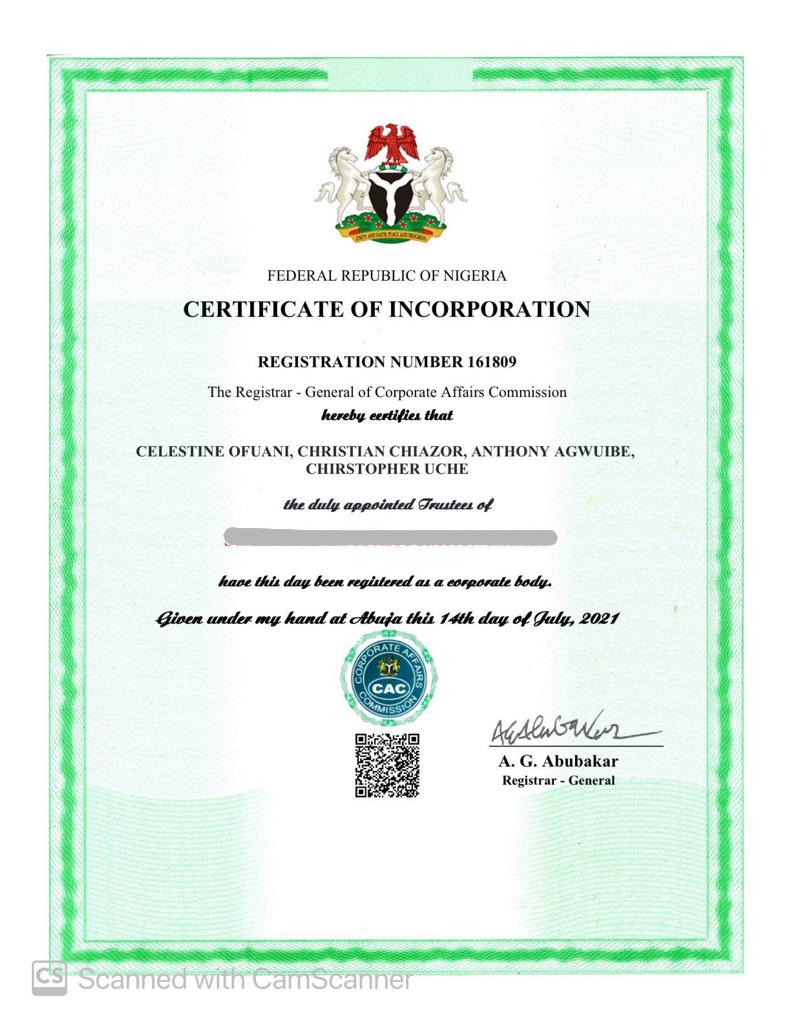 UNITY AND FAITH, PEACE AND PROGRESS
FEDERAL REPUBLIC OF NIGERIA
CERTIFICATE OF INCORPORATION
REGISTRATION NUMBER 161809
The Registrar - General of Corporate Affairs Commission
hereby certifies that
CELESTINE OFUANI, CHRISTIAN CHIAZOR, ANTHONY AGWUIBE,
CHIRSTOPHER UCHE
the duly appointed Trustees of
have this day been registered as a corporate body.
Given under my hand at Abuja this 14th day of July, 2021
CORPORATE AFFAIRS
CAC
COMMISSION
A. G. Abubakar
Registrar - General
CS Scanned with CamScanner